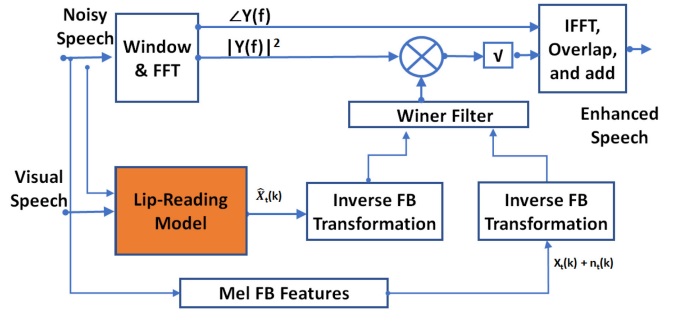 Noisy
Speech
∠Y(f)
|Y(f)|²
Window
& FFT
√
IFFT,
Overlap,
and add
Enhanced
Speech
Winer Filter
Visual
Speech
Lip-Reading
Model
X̂ₜ(k)
Inverse FB
Transformation
Inverse FB
Transformation
Xₜ(k) + nₜ(k)
Mel FB Features